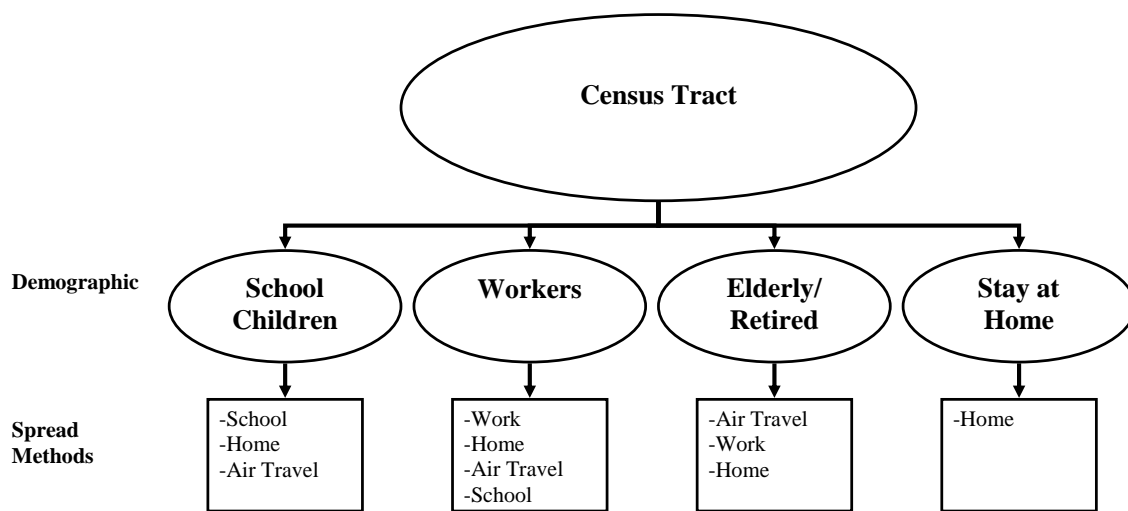 Census Tract
Demographic
School
Children
Workers
Elderly/
Retired
Stay at
Home
Spread
Methods
-School
-Home
-Air Travel
-Work
-Home
-Air Travel
-School
-Air Travel
-Work
-Home
-Home